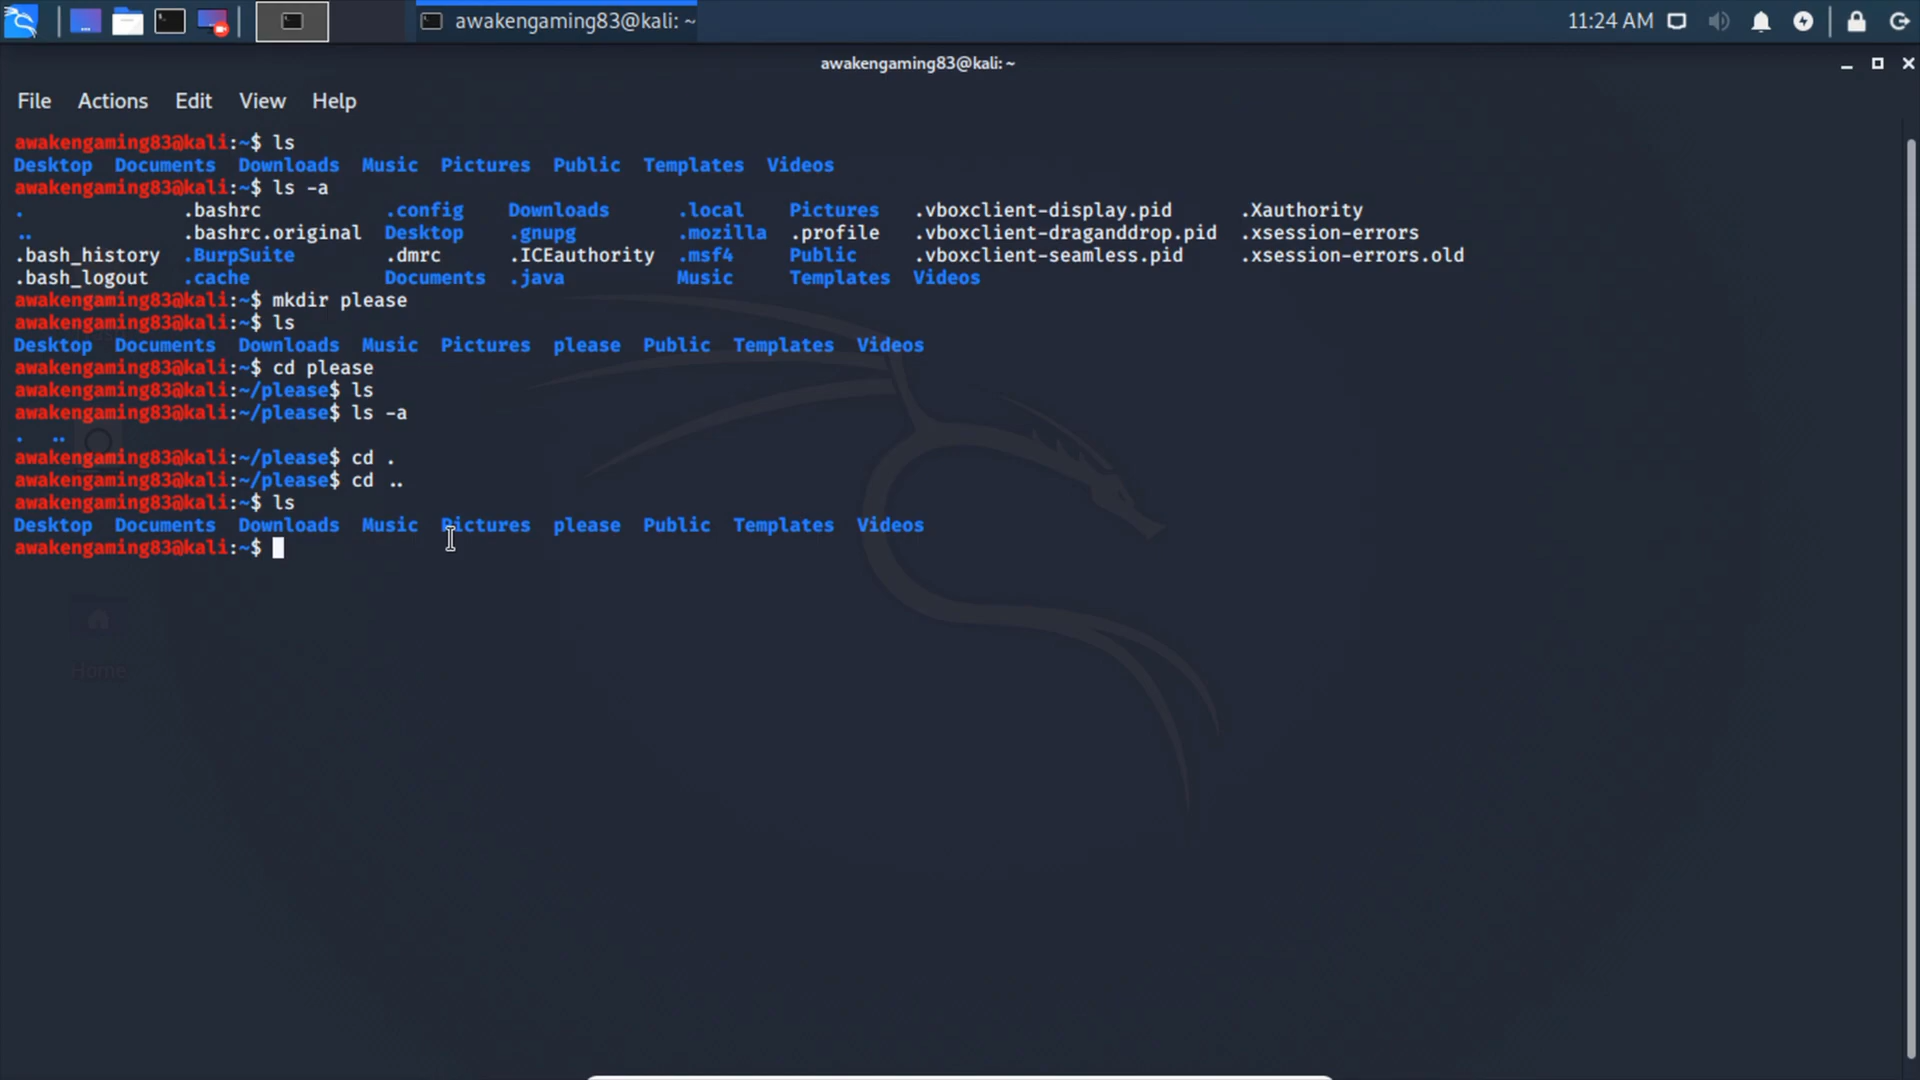 awakengaming83@kali: ~
11:24 AM
awakengaming83@kali: ~
File Actions Edit View Help
awakengaming83@kali:~$ ls
Desktop Documents Downloads Music Pictures Public Templates Videos
awakengaming83@kali:~$ ls -a
. .bashrc .config Downloads .local Pictures .vboxclient-display.pid .Xauthority
.. .bashrc.original Desktop .gnupg .mozilla .profile .vboxclient-draganddrop.pid .xsession-errors
.bash_history .BurpSuite .dmrc .ICEauthority .msf4 Public .vboxclient-seamless.pid .xsession-errors.old
.bash_logout .cache Documents .java Music Templates Videos
awakengaming83@kali:~$ mkdir please
awakengaming83@kali:~$ ls
Desktop Documents Downloads Music Pictures please Public Templates Videos
awakengaming83@kali:~$ cd please
awakengaming83@kali:~/please$ ls
awakengaming83@kali:~/please$ ls -a
. ..
awakengaming83@kali:~/please$ cd .
awakengaming83@kali:~/please$ cd ..
awakengaming83@kali:~$ ls
Desktop Documents Downloads Music Pictures please Public Templates Videos
awakengaming83@kali:~$
Home